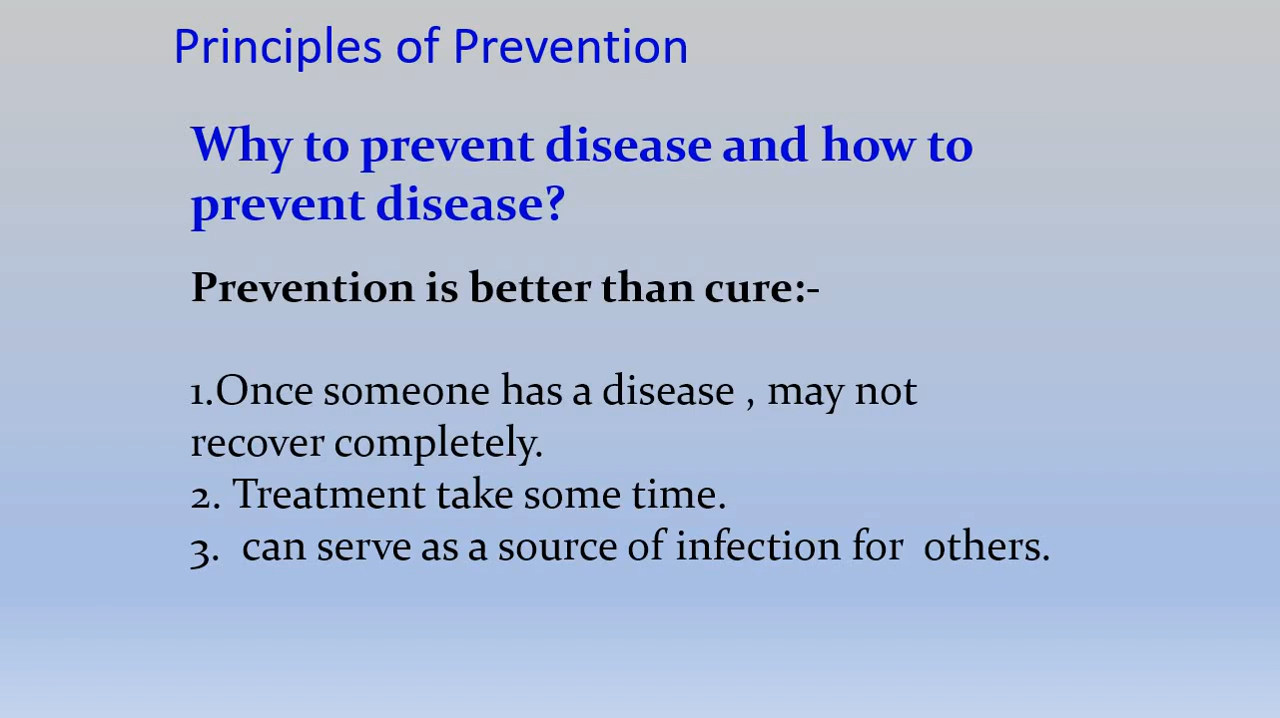 Principles of Prevention
Why to prevent disease and how to
prevent disease?
Prevention is better than cure:-
1.Once someone has a disease , may not
recover completely.
2. Treatment take some time.
3.  can serve as a source of infection for  others.